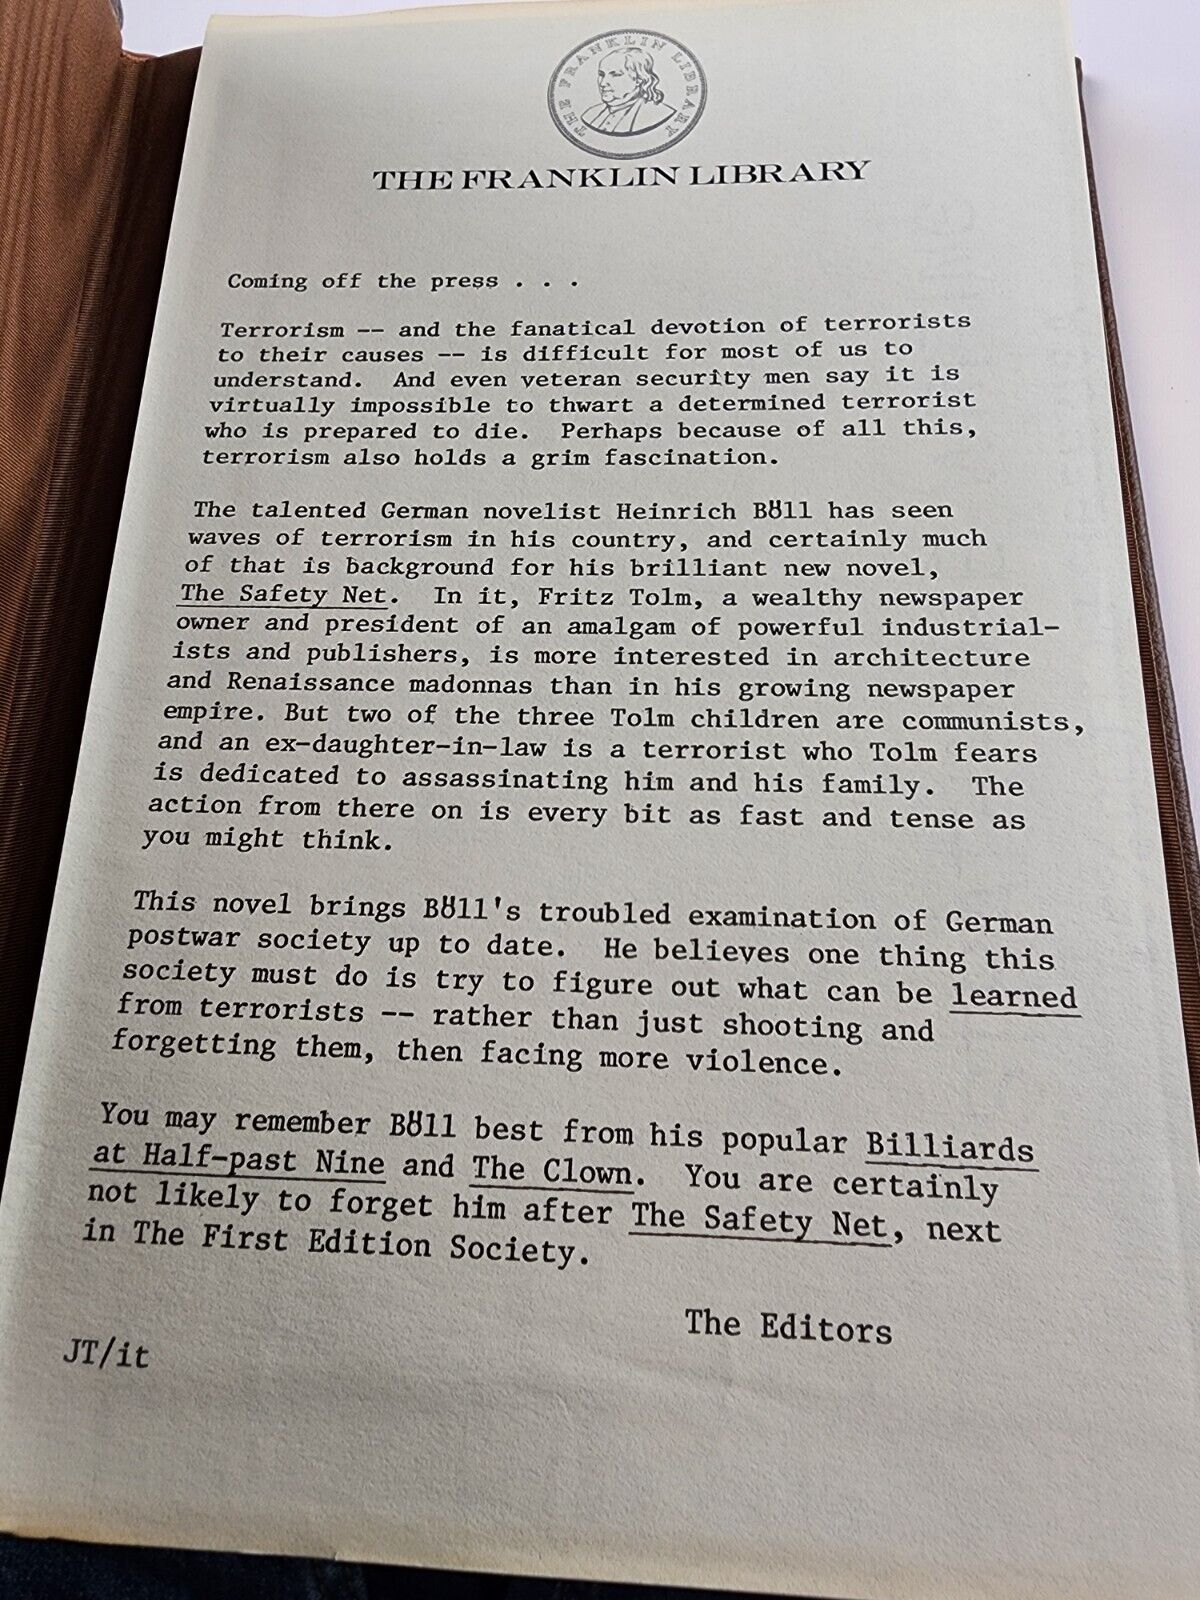 THE FRANKLIN LIBRARY
THE FRANKLIN LIBRARY
Coming off the press . . .
Terrorism -- and the fanatical devotion of terrorists
to their causes -- is difficult for most of us to
understand. And even veteran security men say it is
virtually impossible to thwart a determined terrorist
who is prepared to die. Perhaps because of all this,
terrorism also holds a grim fascination.
The talented German novelist Heinrich Böll has seen
waves of terrorism in his country, and certainly much
of that is background for his brilliant new novel,
The Safety Net. In it, Fritz Tolm, a wealthy newspaper
owner and president of an amalgam of powerful industrial-
ists and publishers, is more interested in architecture
and Renaissance madonnas than in his growing newspaper
empire. But two of the three Tolm children are communists,
and an ex-daughter-in-law is a terrorist who Tolm fears
is dedicated to assassinating him and his family. The
action from there on is every bit as fast and tense as
you might think.
This novel brings Böll's troubled examination of German
postwar society up to date. He believes one thing this
society must do is try to figure out what can be learned
from terrorists -- rather than just shooting and
forgetting them, then facing more violence.
You may remember Böll best from his popular Billiards
at Half-past Nine and The Clown. You are certainly
not likely to forget him after The Safety Net, next
in The First Edition Society.
The Editors
JT/it